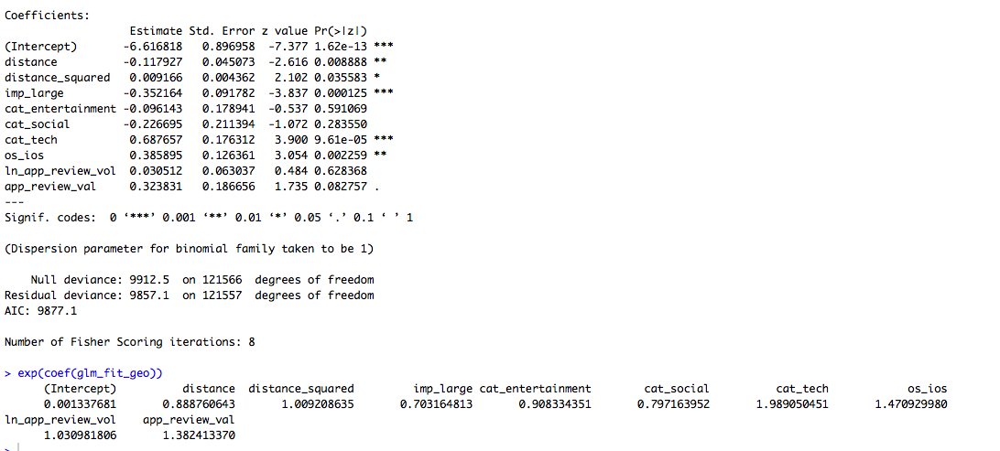 Coefficients:
                  Estimate Std. Error z value Pr(>|z|)
(Intercept)      -6.616818   0.896958  -7.377 1.62e-13 ***
distance         -0.117927   0.045073  -2.616 0.008888 **
distance_squared  0.009166   0.004362   2.102 0.035583 *
imp_large        -0.352164   0.091782  -3.837 0.000125 ***
cat_entertainment -0.096143   0.178941  -0.537 0.591069
cat_social       -0.226695   0.211394  -1.072 0.283550
cat_tech          0.687657   0.176312   3.900 9.61e-05 ***
os_ios            0.385895   0.126361   3.054 0.002259 **
ln_app_review_vol 0.030512   0.063037   0.484 0.628368
app_review_val    0.323831   0.186656   1.735 0.082757 .
---
Signif. codes:  0 ‘***’ 0.001 ‘**’ 0.01 ‘*’ 0.05 ‘.’ 0.1 ‘ ’ 1
(Dispersion parameter for binomial family taken to be 1)
    Null deviance: 9912.5  on 121566  degrees of freedom
Residual deviance: 9857.1  on 121557  degrees of freedom
AIC: 9877.1
Number of Fisher Scoring iterations: 8
> exp(coef(glm_fit_geo))
(Intercept) distance distance_squared imp_large cat_entertainment cat_social cat_tech os_ios
0.001337681 0.888760643 1.009208635 0.703164813 0.908334351 0.797163952 1.989050451 1.470929980
ln_app_review_vol app_review_val
1.030981806 1.382413370
>